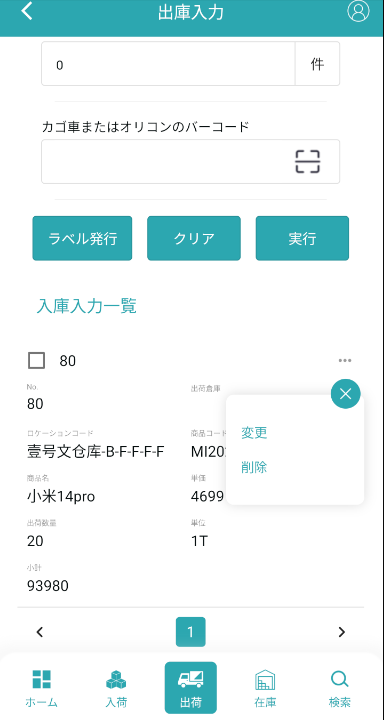 出庫入力
0 件
カゴ車またはオリコンのバーコード
ラベル発行 クリア 実行
入庫入力一覧
80
No. 出荷倉庫
80
ロケーションコード 商品コード
壹号文仓库-B-F-F-F-F MI20
変更
削除
商品名 単価
小米14pro 4699
出荷数量 単位
20 1T
小計
93980
1
ホーム 入荷 出荷 在庫 検索